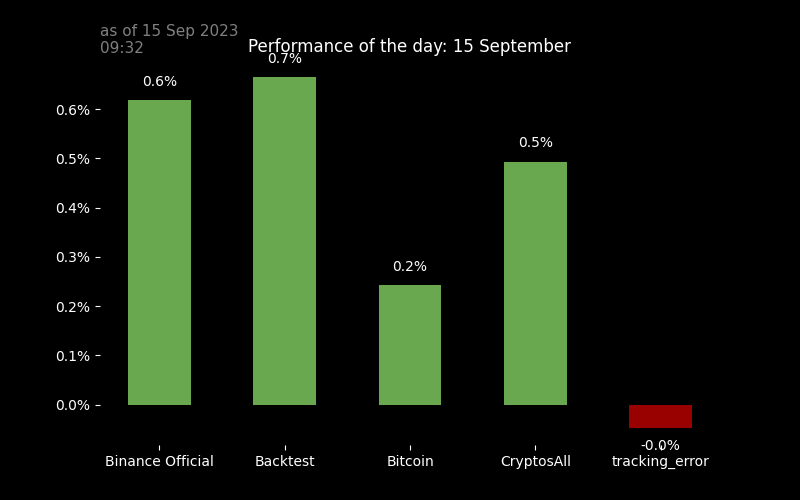 as of 15 Sep 2023
09:32
Performance of the day: 15 September
0.6%
0.7%
0.2%
0.5%
-0.0%
0.6%
0.5%
0.4%
0.3%
0.2%
0.1%
0.0%
Binance Official
Backtest
Bitcoin
CryptosAll
tracking_error